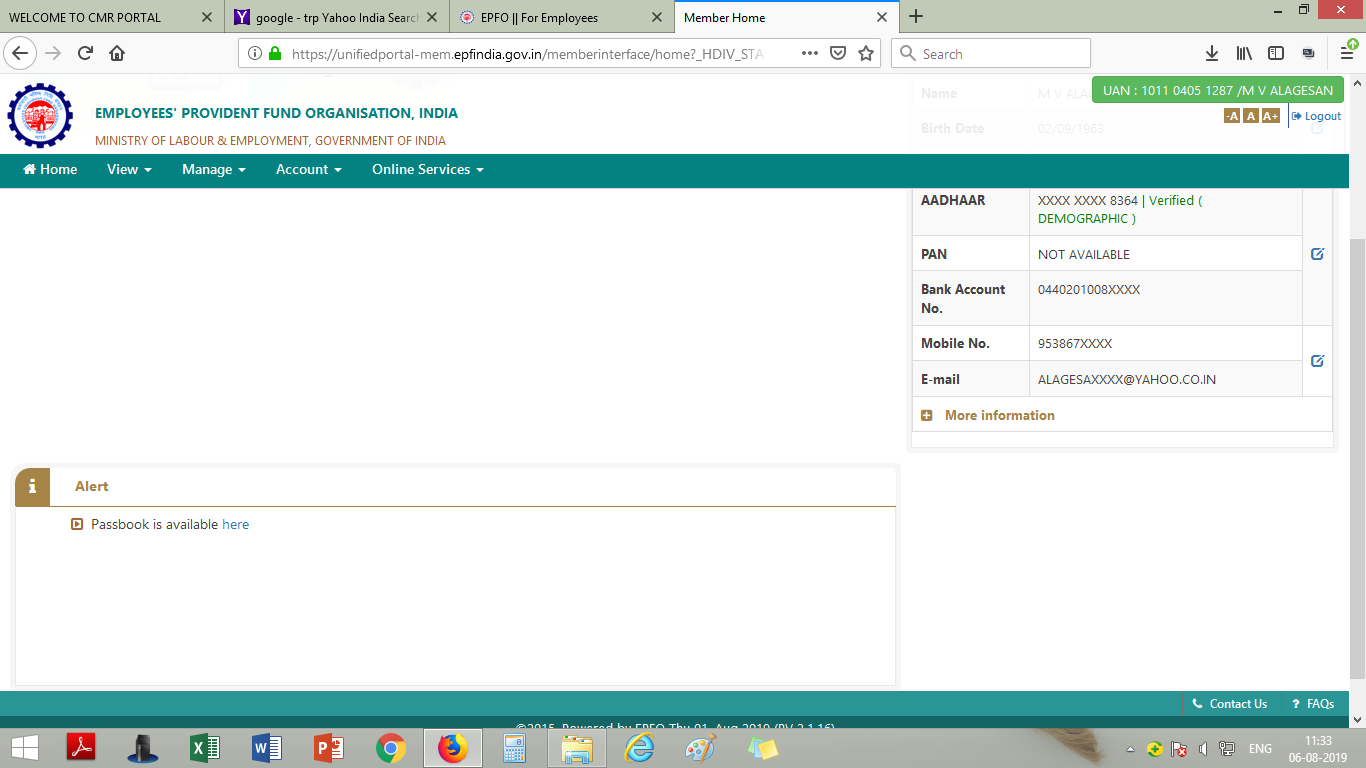 WELCOME TO CMR PORTAL
google - trp Yahoo India Search
EPFO || For Employees
Member Home
https://unifiedportal-mem.epfindia.gov.in/memberinterface/home?_HDIV_STA
Search
EMPLOYEES' PROVIDENT FUND ORGANISATION, INDIA
MINISTRY OF LABOUR & EMPLOYMENT, GOVERNMENT OF INDIA
UAN : 1011 0405 1287 /M V ALAGESAN
Name M V ALAG
-A A A+ Logout
Birth Date 02/09/1963
Home View Manage Account Online Services
AADHAAR XXXX XXXX 8364 | Verified (
DEMOGRAPHIC )
PAN NOT AVAILABLE
Bank Account 0440201008XXXX
No.
Mobile No. 953867XXXX
E-mail ALAGESAXXXX@YAHOO.CO.IN
More information
Alert
Passbook is available here
Contact Us ? FAQs
©2015. Powered by EPFO Thu 01, Aug 2019 (PV 2.1.16)
ENG
11:33
06-08-2019